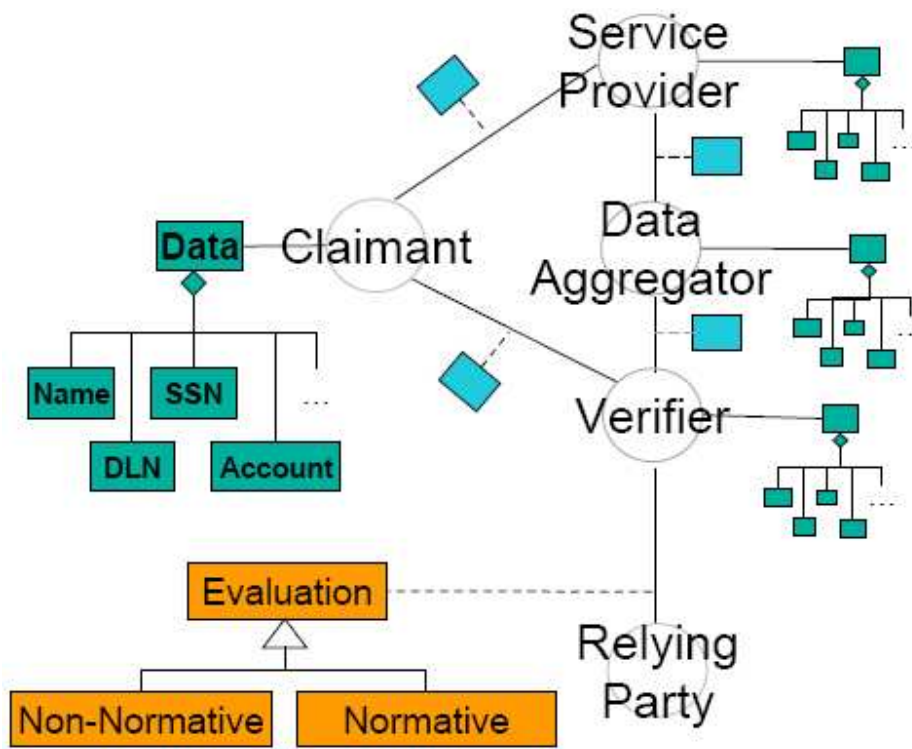 Service
Provider
...
Data
Claimant
Data
Aggregator
...
Name
SSN
...
DLN
Account
Verifier
...
Evaluation
Relying
Party
Non-Normative
Normative